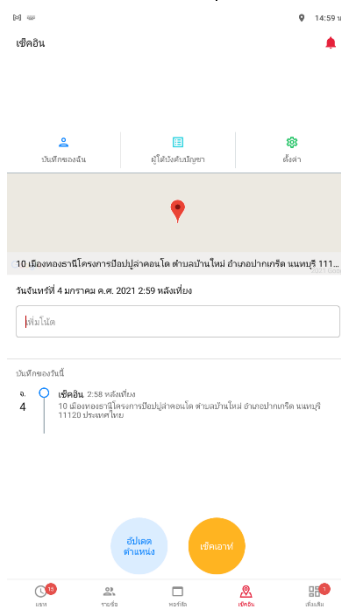 14:59 น
เช็คอิน
บันทึกของฉัน
ผู้ใต้บังคับบัญชา
ตั้งค่า
10 เมืองทองธานีโครงการป๊อปปูล่าคอนโด ตำบลบ้านใหม่ อำเภอปากเกร็ด นนทบุรี 111...
วันจันทร์ที่ 4 มกราคม ค.ศ. 2021 2:59 หลังเที่ยง
เพิ่มโน้ต
บันทึกของวันนี้
จ.
4
เช็คอิน 2:58 หลังเที่ยง
10 เมืองทองธานีโครงการป๊อปปูล่าคอนโด ตำบลบ้านใหม่ อำเภอปากเกร็ด นนทบุรี
11120 ประเทศไทย
อัปเดต
ตำแหน่ง
เช็คเอาท์
รายชื่อ
เช็คอิน
เพิ่มเติม